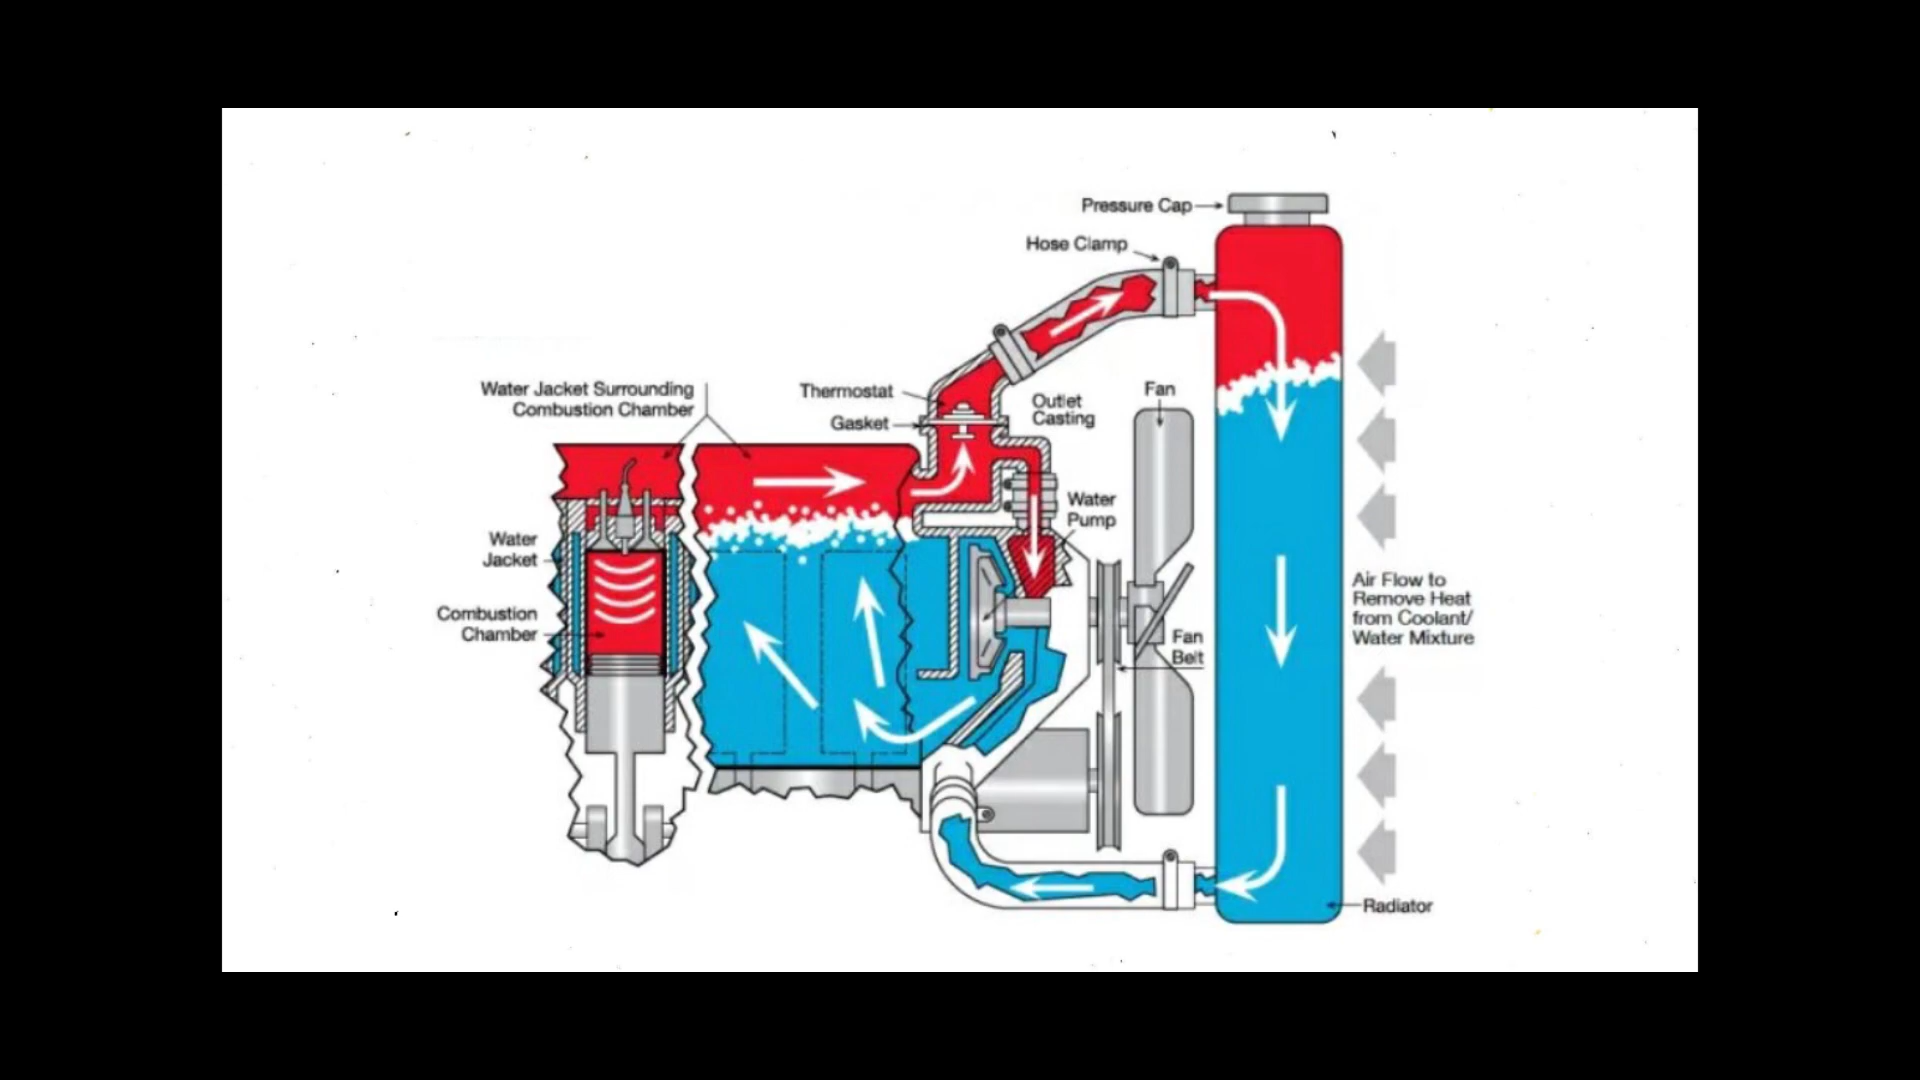 Pressure Cap
Hose Clamp
Water Jacket Surrounding
Combustion Chamber
Thermostat
Gasket
Outlet
Casting
Fan
Water
Pump
Water
Jacket
Combustion
Chamber
Fan
Belt
Air Flow to
Remove Heat
from Coolant/
Water Mixture
Radiator